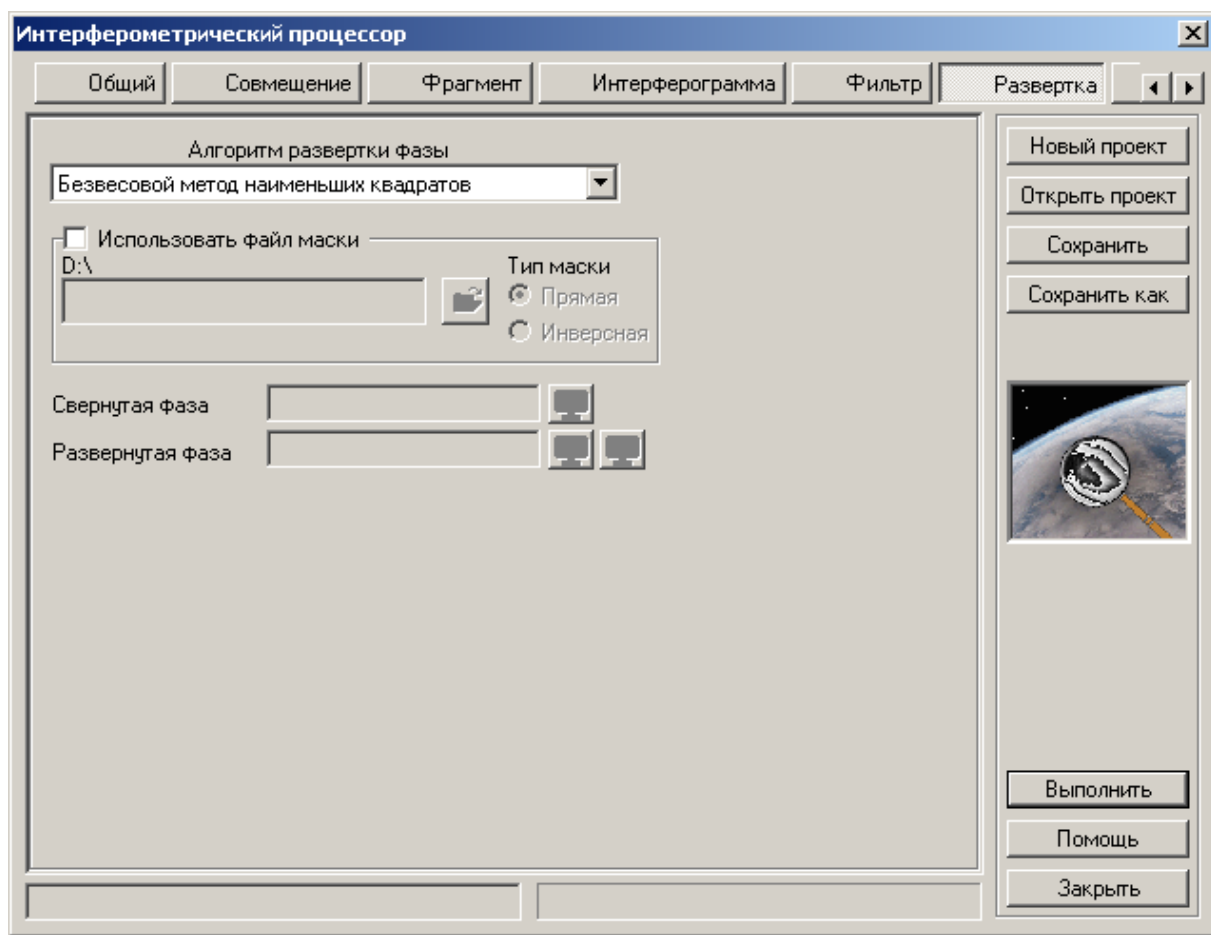 Интерферометрический процессор
Общий Совмещение Фрагмент Интерферограмма Фильтр Развертка
Алгоритм развертки фазы
Безвесовой метод наименьших квадратов
Использовать файл маски
D:\
Тип маски
Прямая
Инверсная
Свернутая фаза
Развернутая фаза
Новый проект
Открыть проект
Сохранить
Сохранить как
Выполнить
Помощь
Закрыть